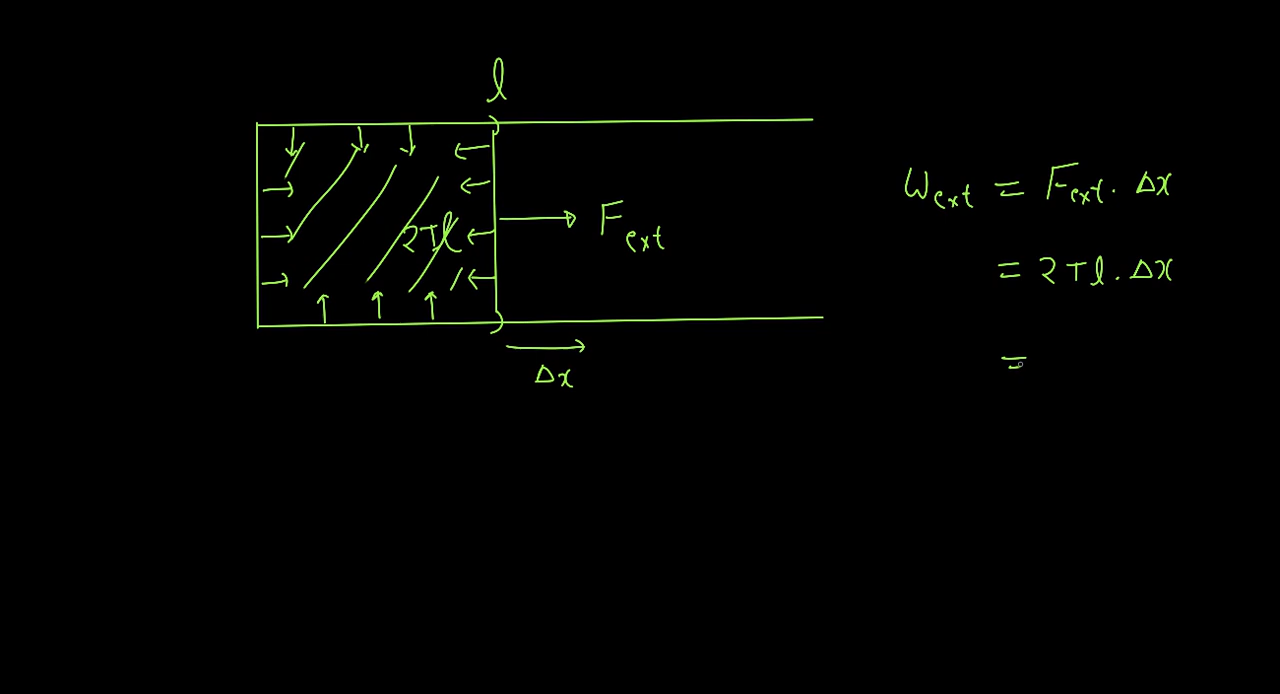 l
2Tl
F_ext
Δx
W_ext = F_ext . Δx
= 2Tl . Δx
=